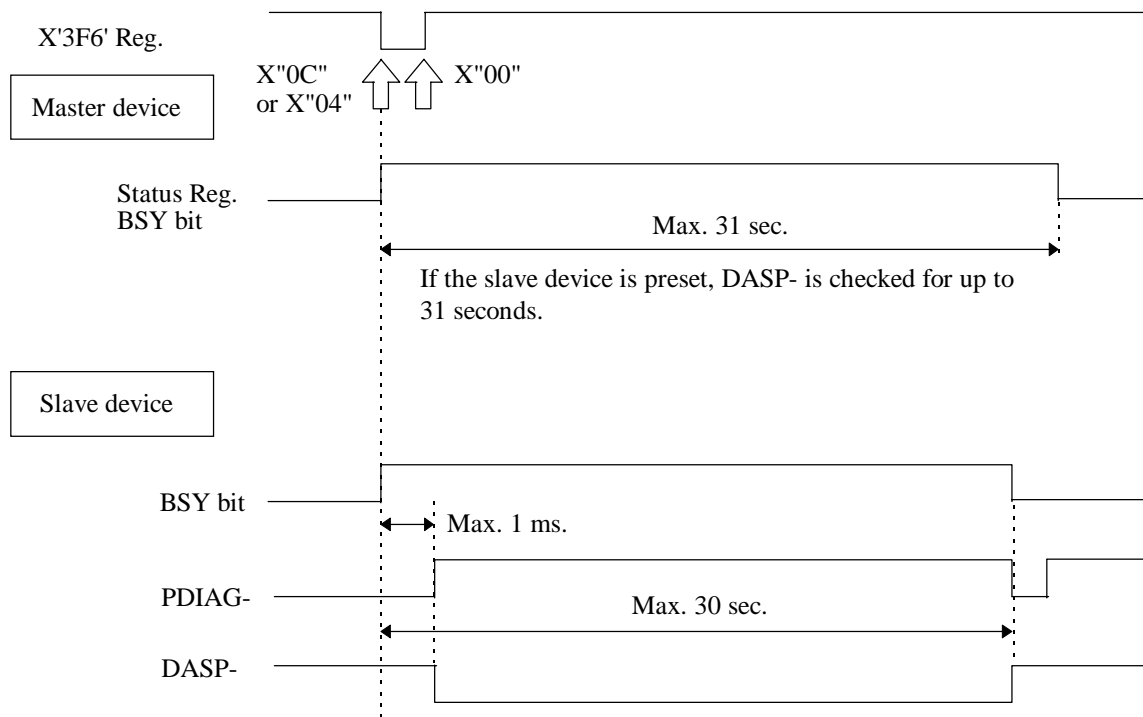 X'3F6' Reg.
X"0C"
or X"04"
X"00"
Master device
Status Reg.
BSY bit
Max. 31 sec.
If the slave device is preset, DASP- is checked for up to
31 seconds.
Slave device
BSY bit
Max. 1 ms.
PDIAG-
Max. 30 sec.
DASP-